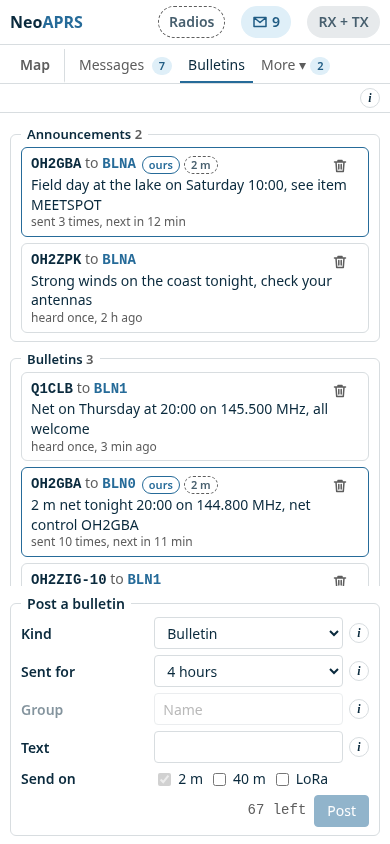 NeoAPRS
Radios
9
RX + TX
Map
Messages 7
Bulletins
More ▾ 2
i
Announcements 2
OH2GBA to BLNA ours 2 m
Field day at the lake on Saturday 10:00, see item
MEETSPOT
sent 3 times, next in 12 min
OH2ZPK to BLNA
Strong winds on the coast tonight, check your
antennas
heard once, 2 h ago
Bulletins 3
Q1CLB to BLN1
Net on Thursday at 20:00 on 145.500 MHz, all
welcome
heard once, 3 min ago
OH2GBA to BLN0 ours 2 m
2 m net tonight 20:00 on 144.800 MHz, net
control OH2GBA
sent 10 times, next in 11 min
OH2ZIG-10 to BLN1
Post a bulletin
Kind Bulletin i
Sent for 4 hours i
Group Name i
Text i
Send on 2 m 40 m LoRa
67 left Post